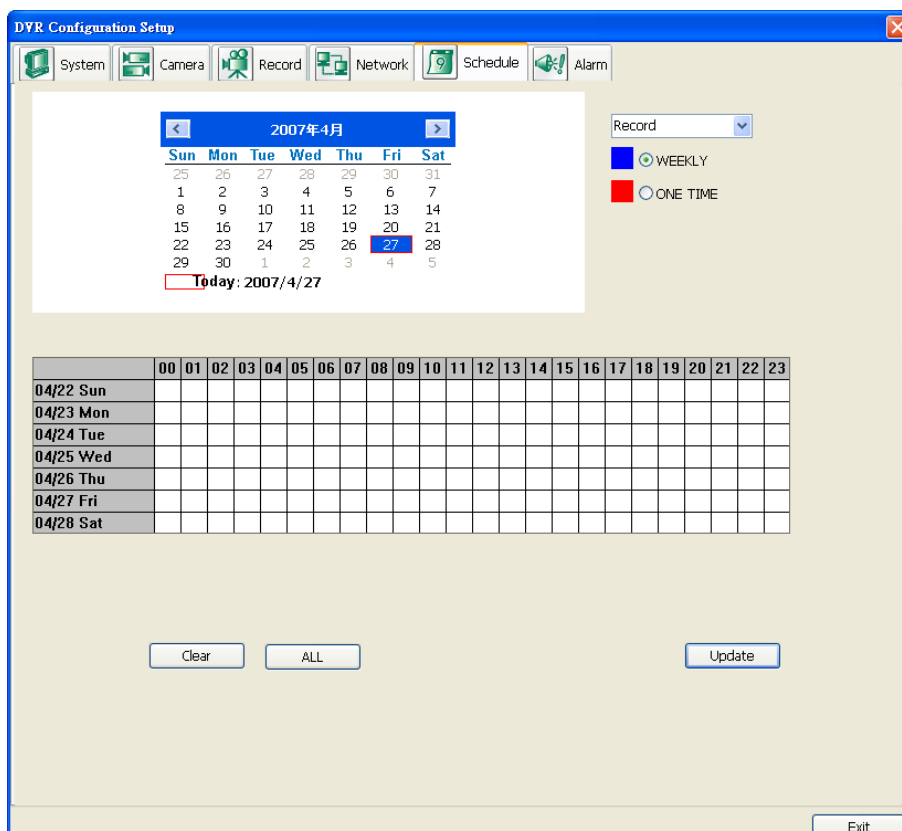 DVR Configuration Setup
System Camera Record Network Schedule Alarm
2007年4月
Sun Mon Tue Wed Thu Fri Sat
25 26 27 28 29 30 31
1 2 3 4 5 6 7
8 9 10 11 12 13 14
15 16 17 18 19 20 21
22 23 24 25 26 27 28
29 30 1 2 3 4 5
Today: 2007/4/27
Record
WEEKLY
ONE TIME
00 01 02 03 04 05 06 07 08 09 10 11 12 13 14 15 16 17 18 19 20 21 22 23
04/22 Sun
04/23 Mon
04/24 Tue
04/25 Wed
04/26 Thu
04/27 Fri
04/28 Sat
Clear ALL Update
Exit